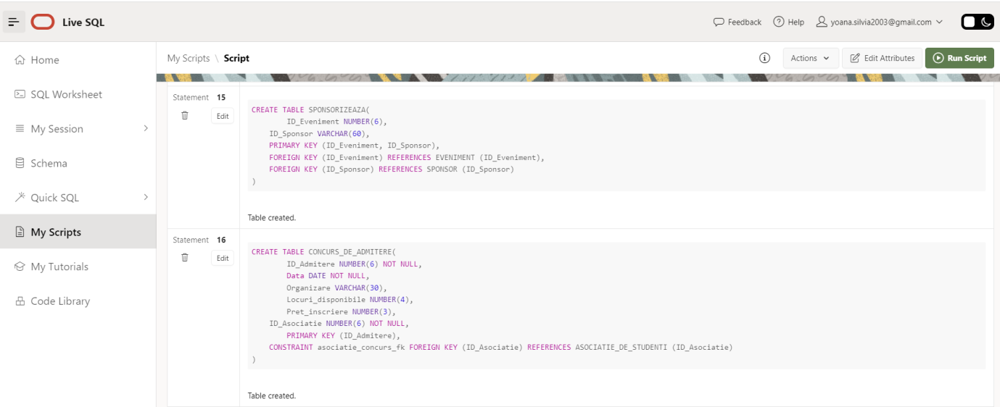 Live SQL
Feedback
Help
yoana.silvia2003@gmail.com
Home
SQL Worksheet
My Session
Schema
Quick SQL
My Scripts
My Tutorials
Code Library
My Scripts \ Script
Actions
Edit Attributes
Run Script
Statement 15
Edit
CREATE TABLE SPONSORIZEAZA(
ID_Eveniment NUMBER(6),
ID_Sponsor VARCHAR(60),
PRIMARY KEY (ID_Eveniment, ID_Sponsor),
FOREIGN KEY (ID_Eveniment) REFERENCES EVENIMENT (ID_Eveniment),
FOREIGN KEY (ID_Sponsor) REFERENCES SPONSOR (ID_Sponsor)
)
Table created.
Statement 16
Edit
CREATE TABLE CONCURS_DE_ADMITERE(
ID_Admitere NUMBER(6) NOT NULL,
Data DATE NOT NULL,
Organizare VARCHAR(30),
Locuri_disponibile NUMBER(4),
Pret_inscriere NUMBER(3),
ID_Asociatie NUMBER(6) NOT NULL,
PRIMARY KEY (ID_Admitere),
CONSTRAINT asociatie_concurs_fk FOREIGN KEY (ID_Asociatie) REFERENCES ASOCIATIE_DE_STUDENTI (ID_Asociatie)
)
Table created.